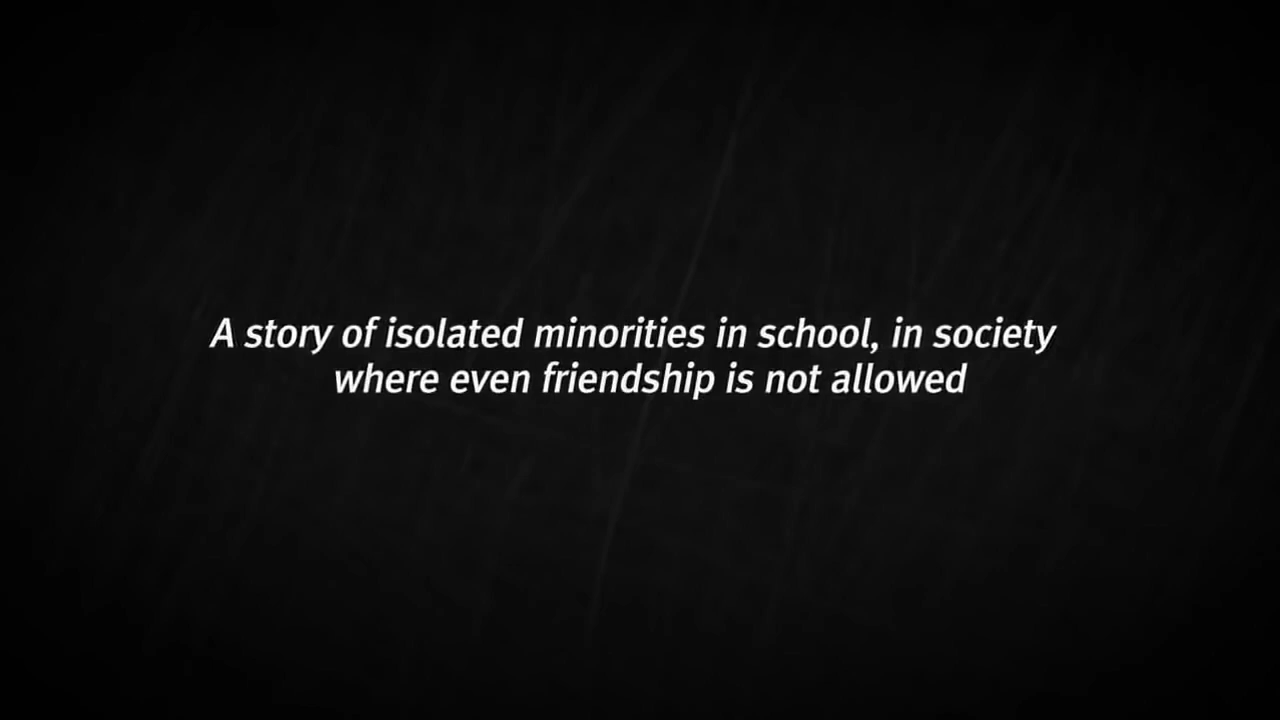 A story of isolated minorities in school, in society
where even friendship is not allowed